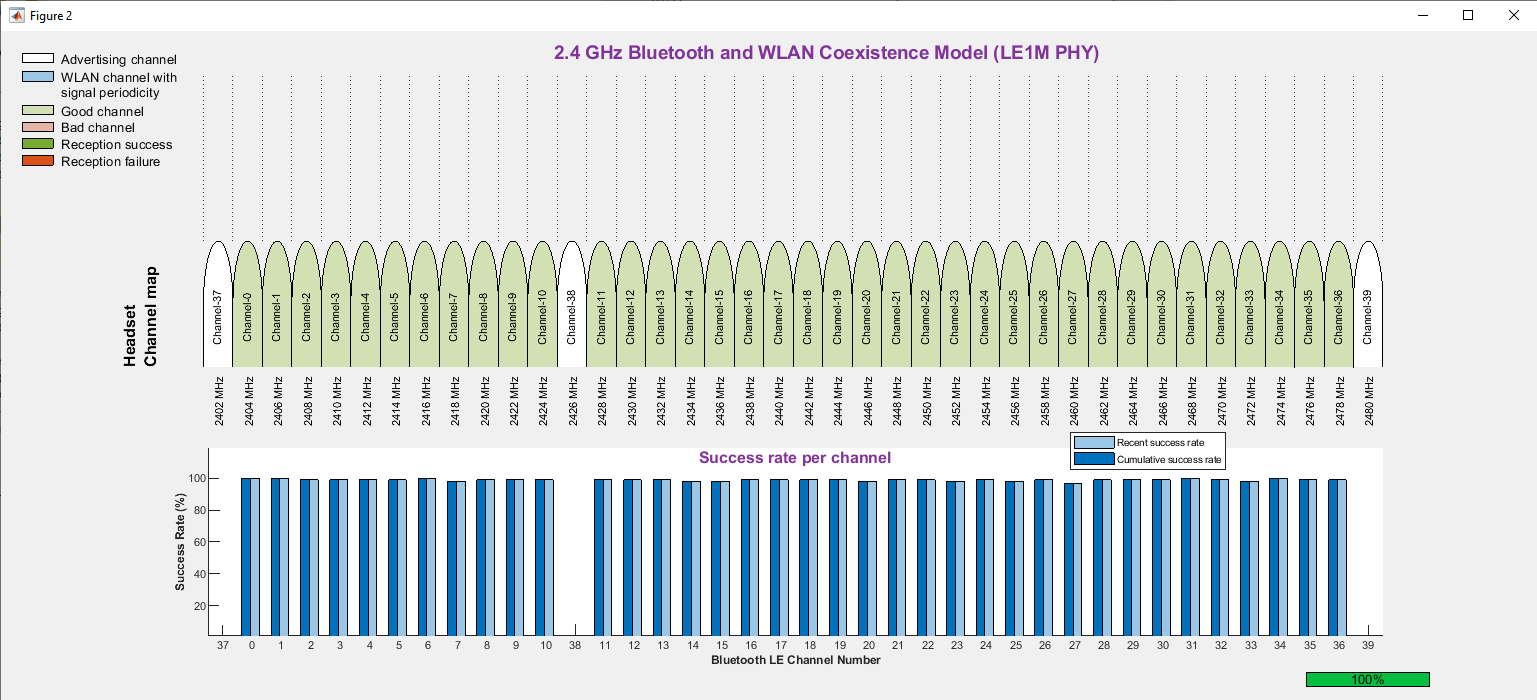 Figure 2
2.4 GHz Bluetooth and WLAN Coexistence Model (LE1M PHY)
Advertising channel
WLAN channel with
signal periodicity
Good channel
Bad channel
Reception success
Reception failure
Headset
Channel map
Channel-37
Channel-0
Channel-1
Channel-2
Channel-3
Channel-4
Channel-5
Channel-6
Channel-7
Channel-8
Channel-9
Channel-10
Channel-38
Channel-11
Channel-12
Channel-13
Channel-14
Channel-15
Channel-16
Channel-17
Channel-18
Channel-19
Channel-20
Channel-21
Channel-22
Channel-23
Channel-24
Channel-25
Channel-26
Channel-27
Channel-28
Channel-29
Channel-30
Channel-31
Channel-32
Channel-33
Channel-34
Channel-35
Channel-36
Channel-39
2402 MHz
2404 MHz
2406 MHz
2408 MHz
2410 MHz
2412 MHz
2414 MHz
2416 MHz
2418 MHz
2420 MHz
2422 MHz
2424 MHz
2426 MHz
2428 MHz
2430 MHz
2432 MHz
2434 MHz
2436 MHz
2438 MHz
2440 MHz
2442 MHz
2444 MHz
2446 MHz
2448 MHz
2450 MHz
2452 MHz
2454 MHz
2456 MHz
2458 MHz
2460 MHz
2462 MHz
2464 MHz
2466 MHz
2468 MHz
2470 MHz
2472 MHz
2474 MHz
2476 MHz
2478 MHz
2480 MHz
Success rate per channel
Recent success rate
Cumulative success rate
Success Rate (%)
100
80
60
40
20
37 0 1 2 3 4 5 6 7 8 9 10 38 11 12 13 14 15 16 17 18 19 20 21 22 23 24 25 26 27 28 29 30 31 32 33 34 35 36 39
Bluetooth LE Channel Number
100%